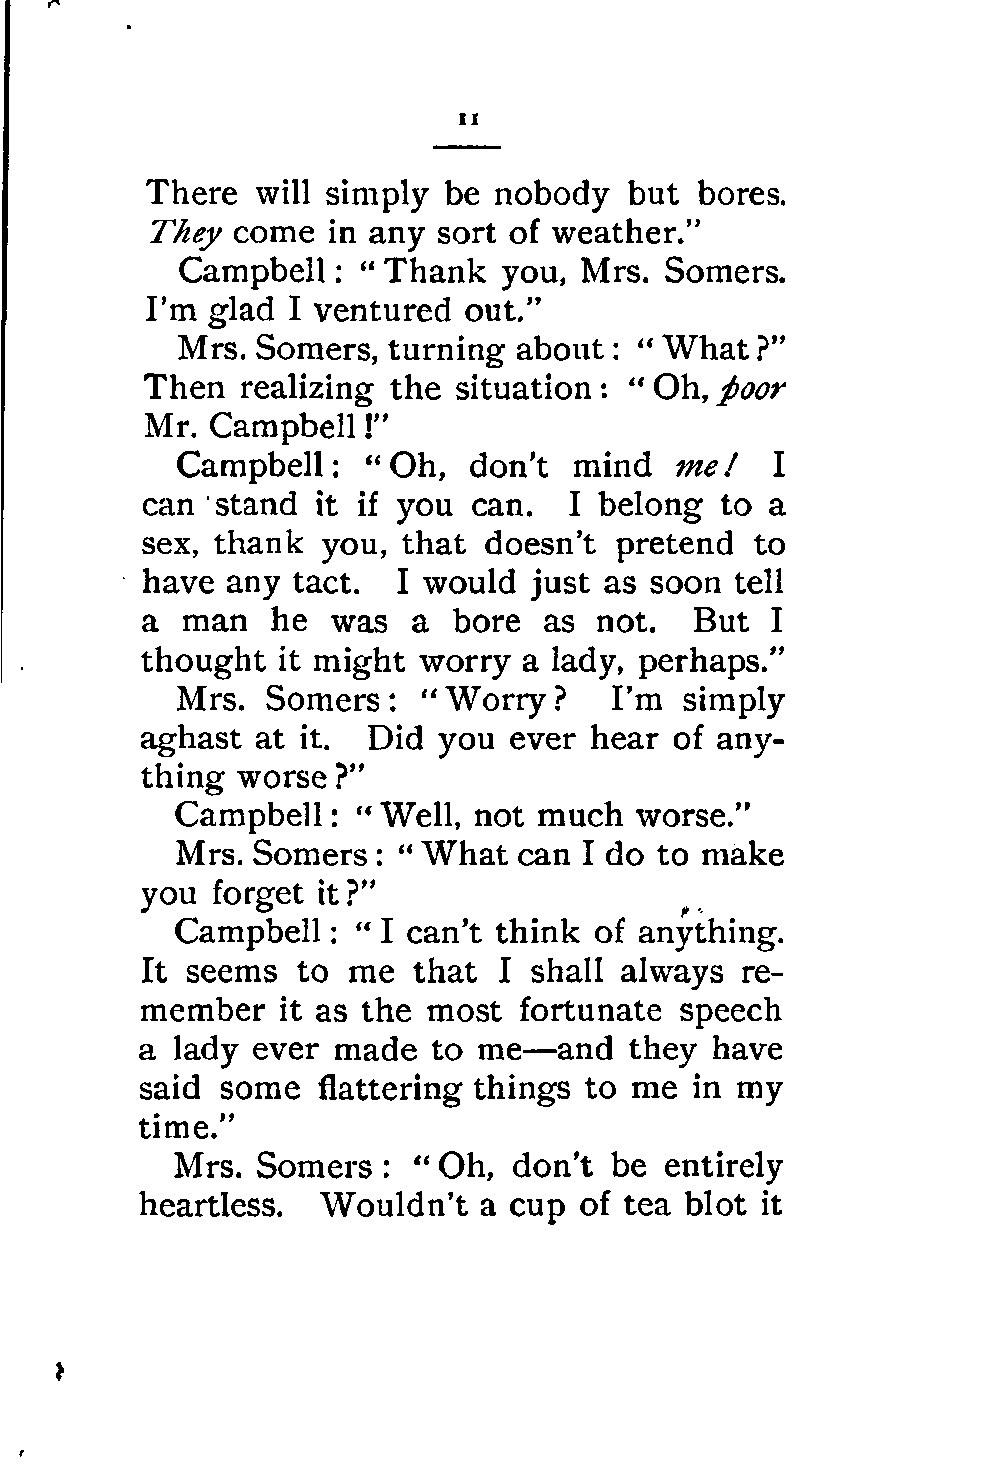 11
There will simply be nobody but bores.
They come in any sort of weather."
Campbell: "Thank you, Mrs. Somers.
I'm glad I ventured out."
Mrs. Somers, turning about: "What?"
Then realizing the situation: "Oh, poor
Mr. Campbell!"
Campbell: "Oh, don't mind me! I
can stand it if you can. I belong to a
sex, thank you, that doesn't pretend to
have any tact. I would just as soon tell
a man he was a bore as not. But I
thought it might worry a lady, perhaps."
Mrs. Somers: "Worry? I'm simply
aghast at it. Did you ever hear of any-
thing worse?"
Campbell: "Well, not much worse."
Mrs. Somers: "What can I do to make
you forget it?"
Campbell: "I can't think of anything.
It seems to me that I shall always re-
member it as the most fortunate speech
a lady ever made to me—and they have
said some flattering things to me in my
time."
Mrs. Somers: "Oh, don't be entirely
heartless. Wouldn't a cup of tea blot it